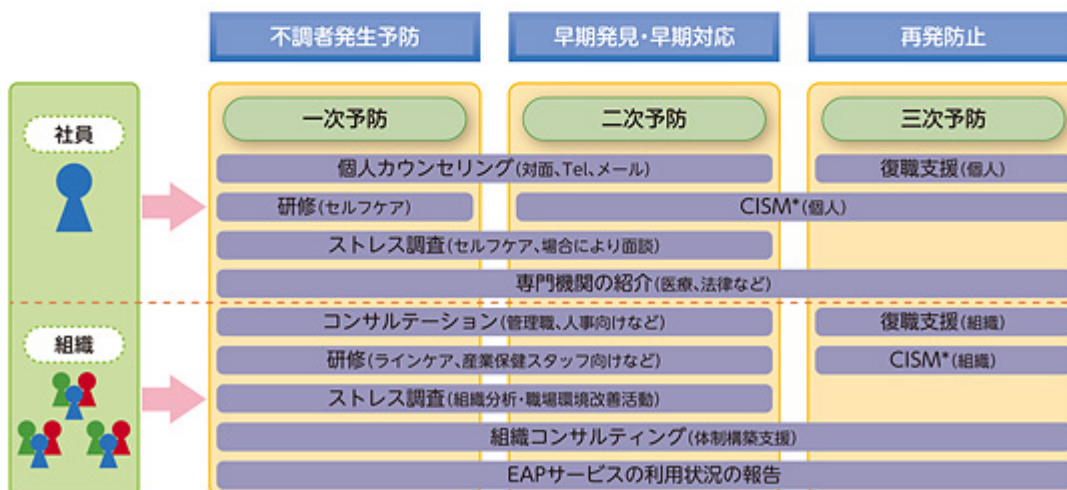 不調者発生予防
早期発見・早期対応
再発防止
一次予防
二次予防
三次予防
社員
個人カウンセリング(対面、Tel、メール)
復職支援(個人)
研修(セルフケア)
CISM*(個人)
ストレス調査(セルフケア、場合により面談)
専門機関の紹介(医療、法律など)
組織
コンサルテーション(管理職、人事向けなど)
復職支援(組織)
研修(ラインケア、産業保健スタッフ向けなど)
CISM*(組織)
ストレス調査(組織分析・職場環境改善活動)
組織コンサルティング(体制構築支援)
EAPサービスの利用状況の報告